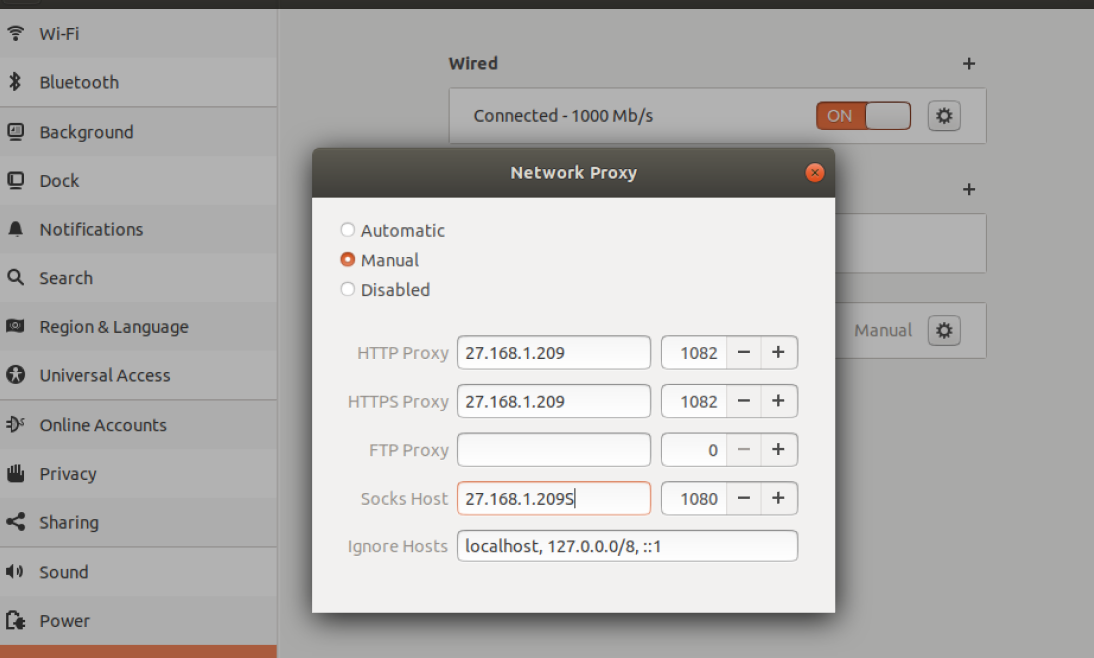 Wi-Fi
Bluetooth
Background
Dock
Notifications
Search
Region & Language
Universal Access
Online Accounts
Privacy
Sharing
Sound
Power
Wired
Connected - 1000 Mb/s ON
Manual
Network Proxy
Automatic
Manual
Disabled
HTTP Proxy 27.168.1.209 1082 − +
HTTPS Proxy 27.168.1.209 1082 − +
FTP Proxy 0 − +
Socks Host 27.168.1.209S 1080 − +
Ignore Hosts localhost, 127.0.0.0/8, ::1